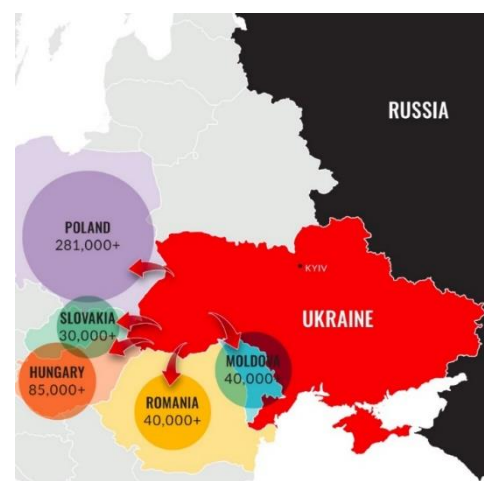 RUSSIA
POLAND
281,000+
KYIV
UKRAINE
SLOVAKIA
30,000+
HUNGARY
85,000+
MOLDOVA
40,000+
ROMANIA
40,000+